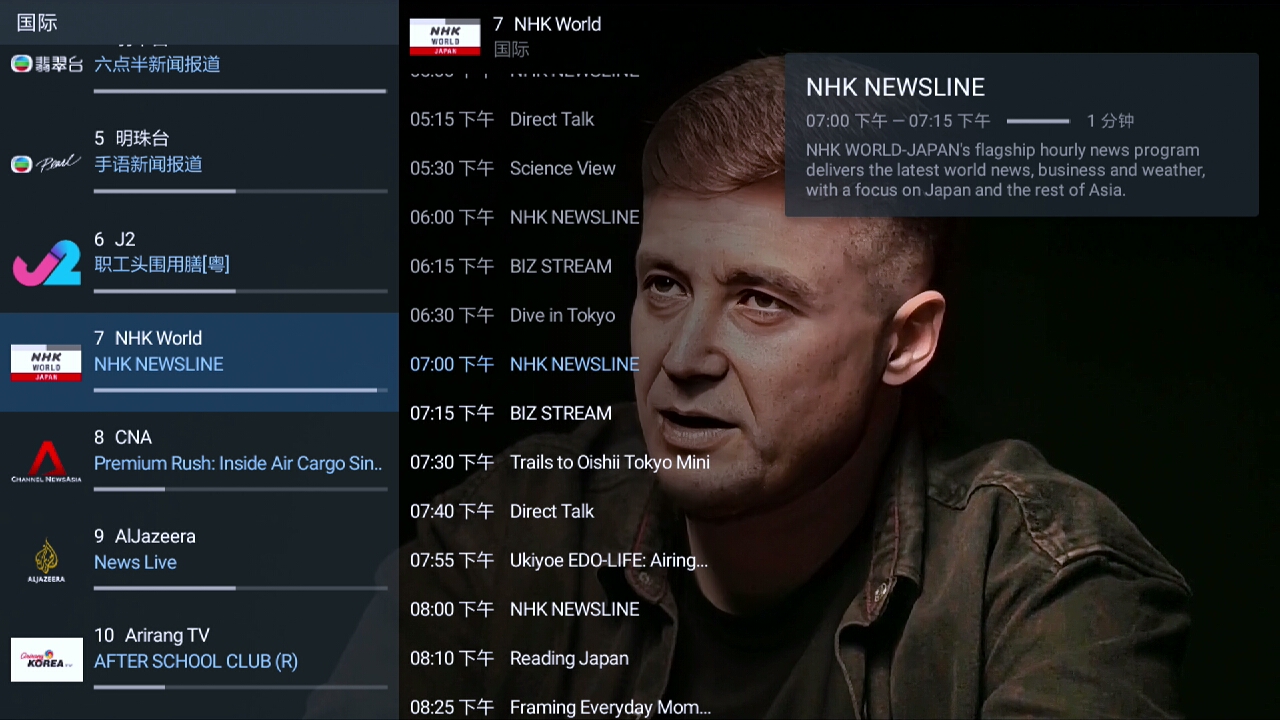 国际
翡翠台
六点半新闻报道
5 明珠台
Pearl
手语新闻报道
6 J2
职工头围用膳[粤]
7 NHK World
NHK WORLD JAPAN
NHK NEWSLINE
8 CNA
Premium Rush: Inside Air Cargo Sin..
CHANNEL NEWSASIA
9 AlJazeera
News Live
ALJAZEERA
10 Arirang TV
Arirang KOREA
AFTER SCHOOL CLUB (R)
NHK WORLD JAPAN
7 NHK World
国际
05:15 下午 Direct Talk
05:30 下午 Science View
06:00 下午 NHK NEWSLINE
06:15 下午 BIZ STREAM
06:30 下午 Dive in Tokyo
07:00 下午 NHK NEWSLINE
07:15 下午 BIZ STREAM
07:30 下午 Trails to Oishii Tokyo Mini
07:40 下午 Direct Talk
07:55 下午 Ukiyoe EDO-LIFE: Airing...
08:00 下午 NHK NEWSLINE
08:10 下午 Reading Japan
08:25 下午 Framing Everyday Mom...
NHK NEWSLINE
07:00 下午 — 07:15 下午 1 分钟
NHK WORLD-JAPAN's flagship hourly news program
delivers the latest world news, business and weather,
with a focus on Japan and the rest of Asia.